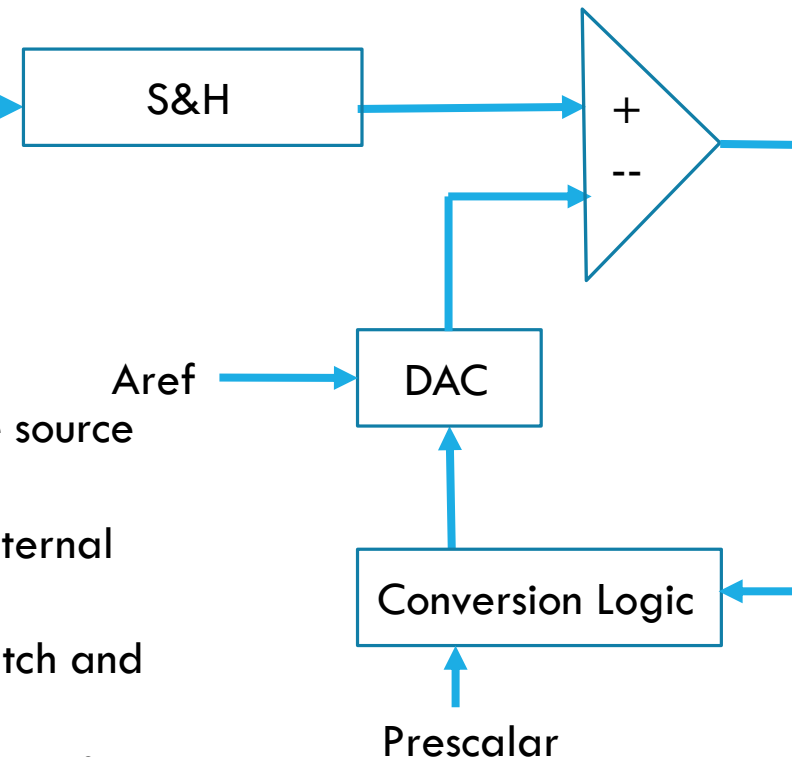 S&H
+
--
Aref
DAC
source
ternal
Conversion Logic
tch and
Prescalar